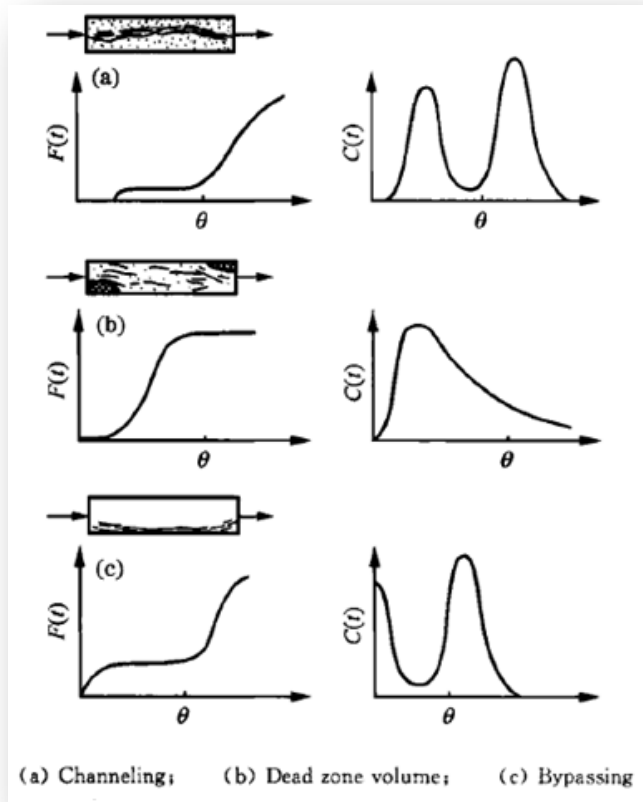 (a)
F(t)
θ
C(t)
θ
(b)
F(t)
θ
C(t)
θ
(c)
F(t)
θ
C(t)
θ
(a) Channeling; (b) Dead zone volume; (c) Bypassing